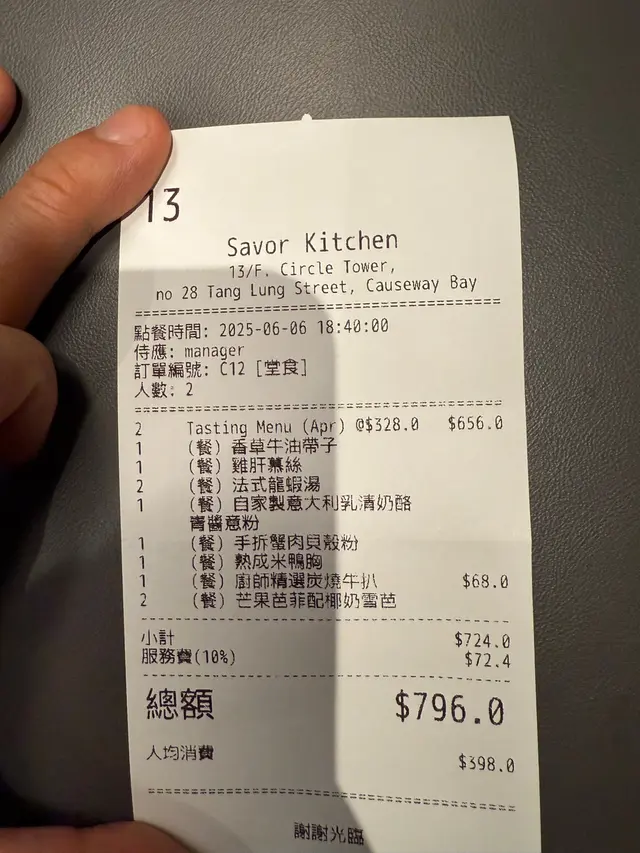 13
Savor Kitchen
13/F. Circle Tower,
no 28 Tang Lung Street, Causeway Bay
點餐時間: 2025-06-06 18:40:00
侍應: manager
訂單編號: C12 [堂食]
人數: 2
2 Tasting Menu (Apr) @$328.0 $656.0
1 (餐) 香草牛油帶子
1 (餐) 雞肝慕絲
2 (餐) 法式龍蝦湯
1 (餐) 自家製意大利乳清奶酪
青醬意粉
1 (餐) 手拆蟹肉貝殼粉
1 (餐) 熟成米鴨胸
1 (餐) 廚師精選炭燒牛扒 $68.0
2 (餐) 芒果芭菲配椰奶雪芭
小計 $724.0
服務費(10%) $72.4
總額 $796.0
人均消費 $398.0
謝謝光臨